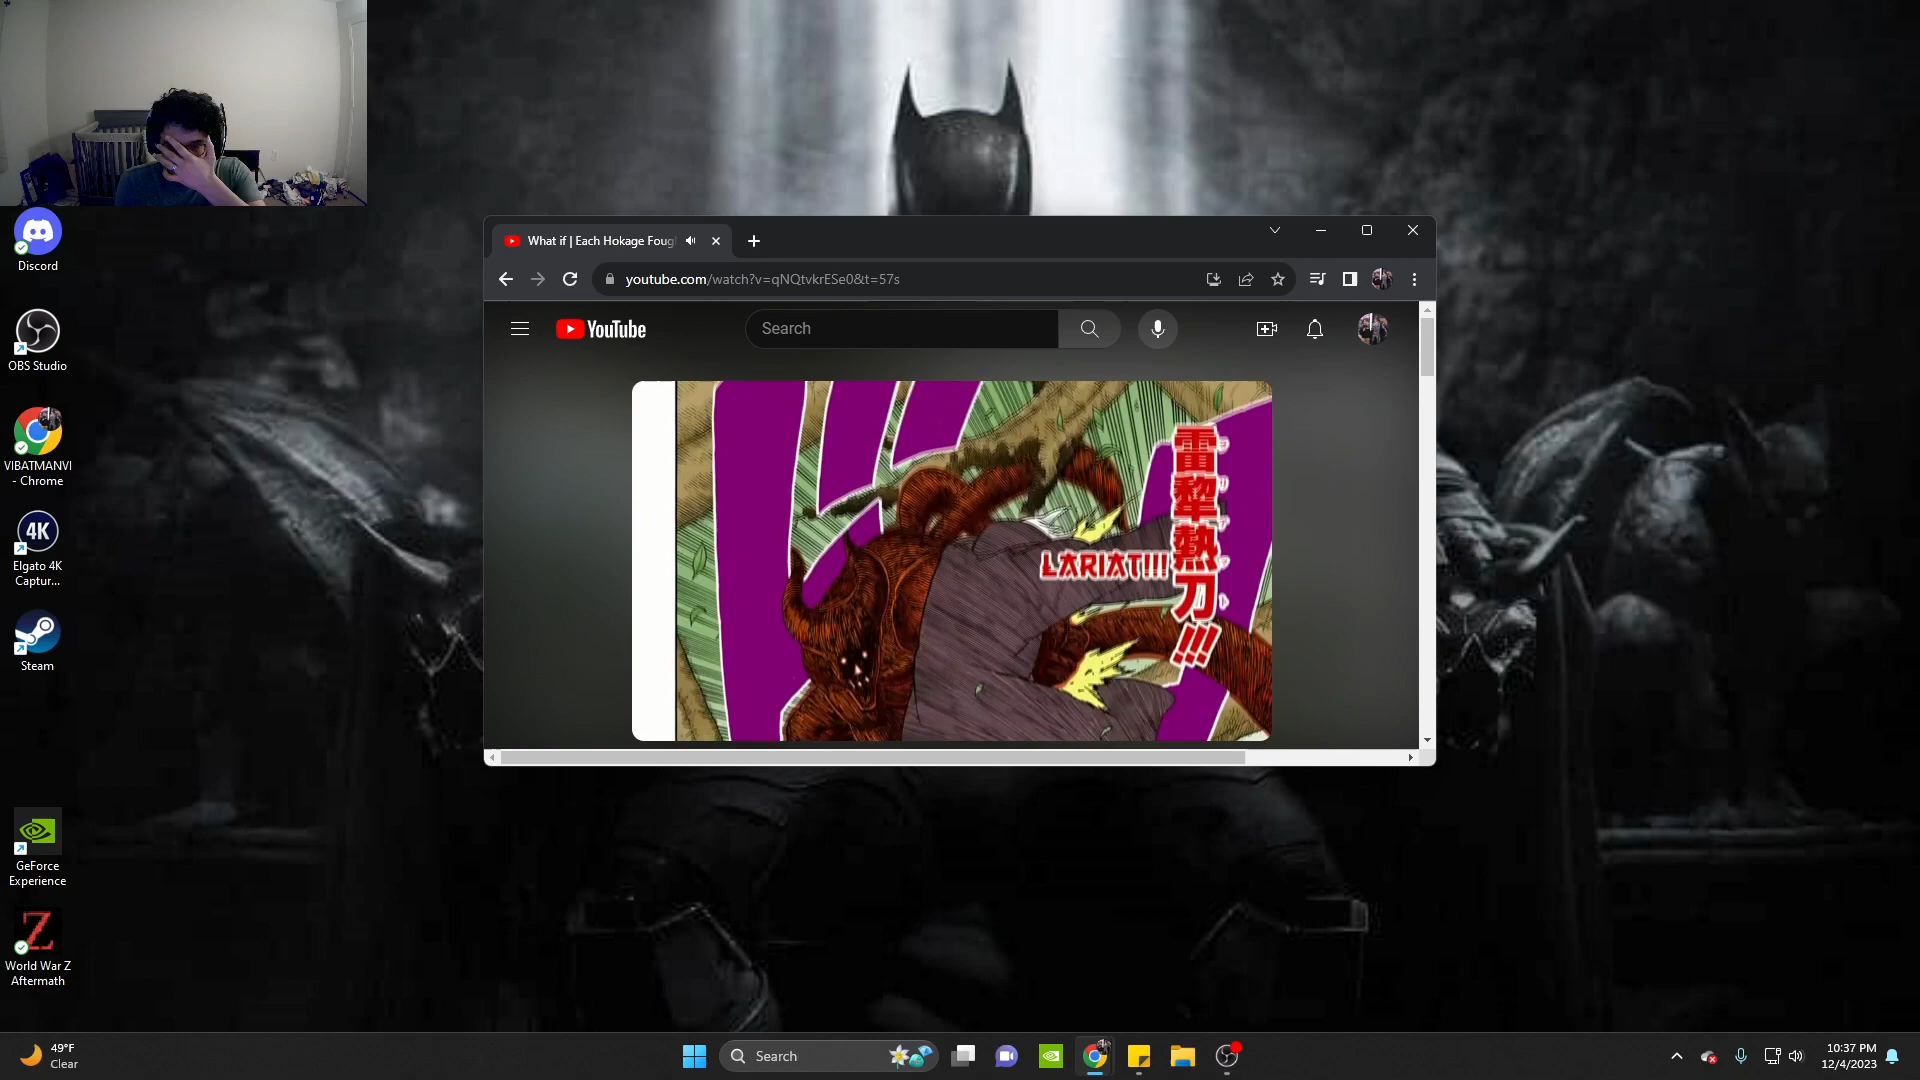 What if | Each Hokage Foug
youtube.com/watch?v=qNQtvkrESe0&t=57s
YouTube
Search
LARIAT!!!
雷犂熱刀!!!
Discord
OBS Studio
VIBATMANVI
- Chrome
4K
Elgato 4K
Captur...
Steam
GeForce
Experience
Z
World War Z
Aftermath
49°F
Clear
Search
10:37 PM
12/4/2023